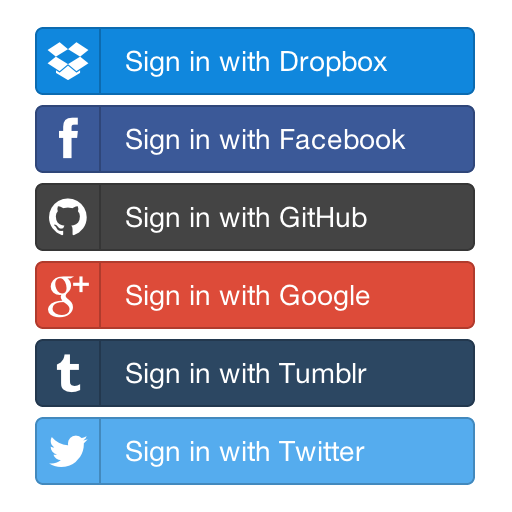 Sign in with Dropbox
f Sign in with Facebook
Sign in with GitHub
g+ Sign in with Google
t Sign in with Tumblr
Sign in with Twitter